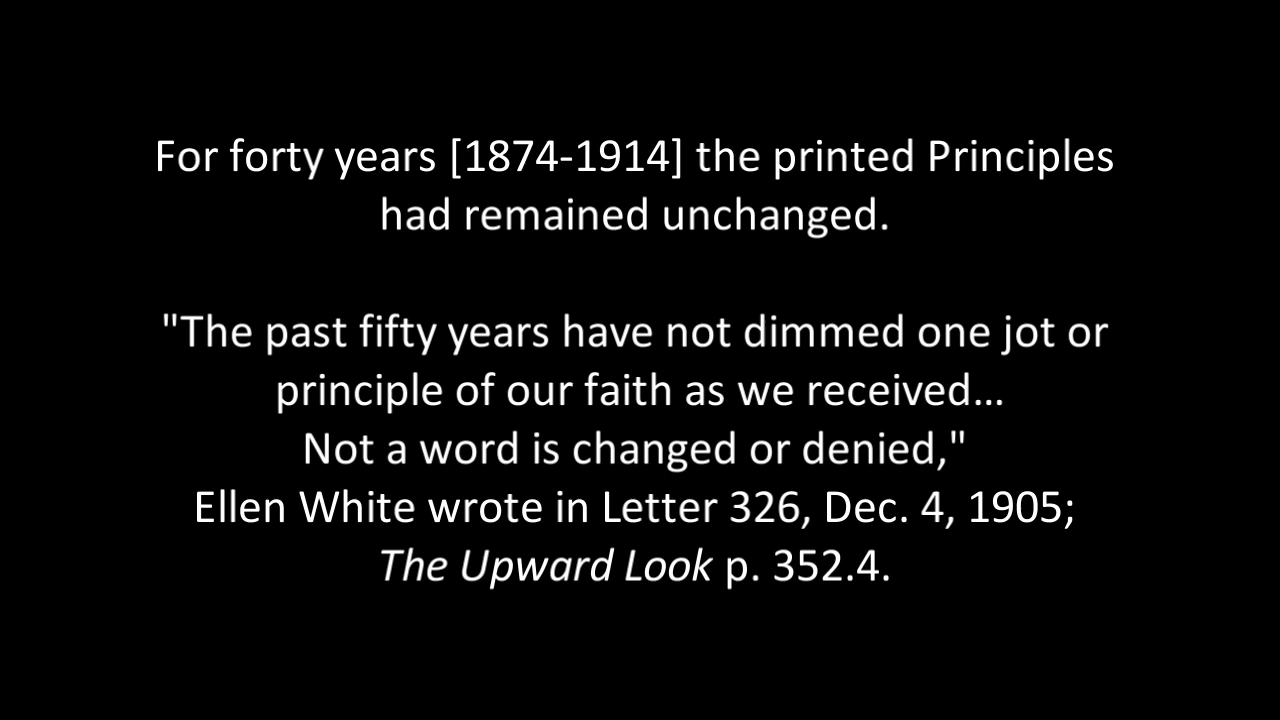 For forty years [1874-1914] the printed Principles
had remained unchanged.
"The past fifty years have not dimmed one jot or
principle of our faith as we received…
Not a word is changed or denied,"
Ellen White wrote in Letter 326, Dec. 4, 1905;
The Upward Look p. 352.4.